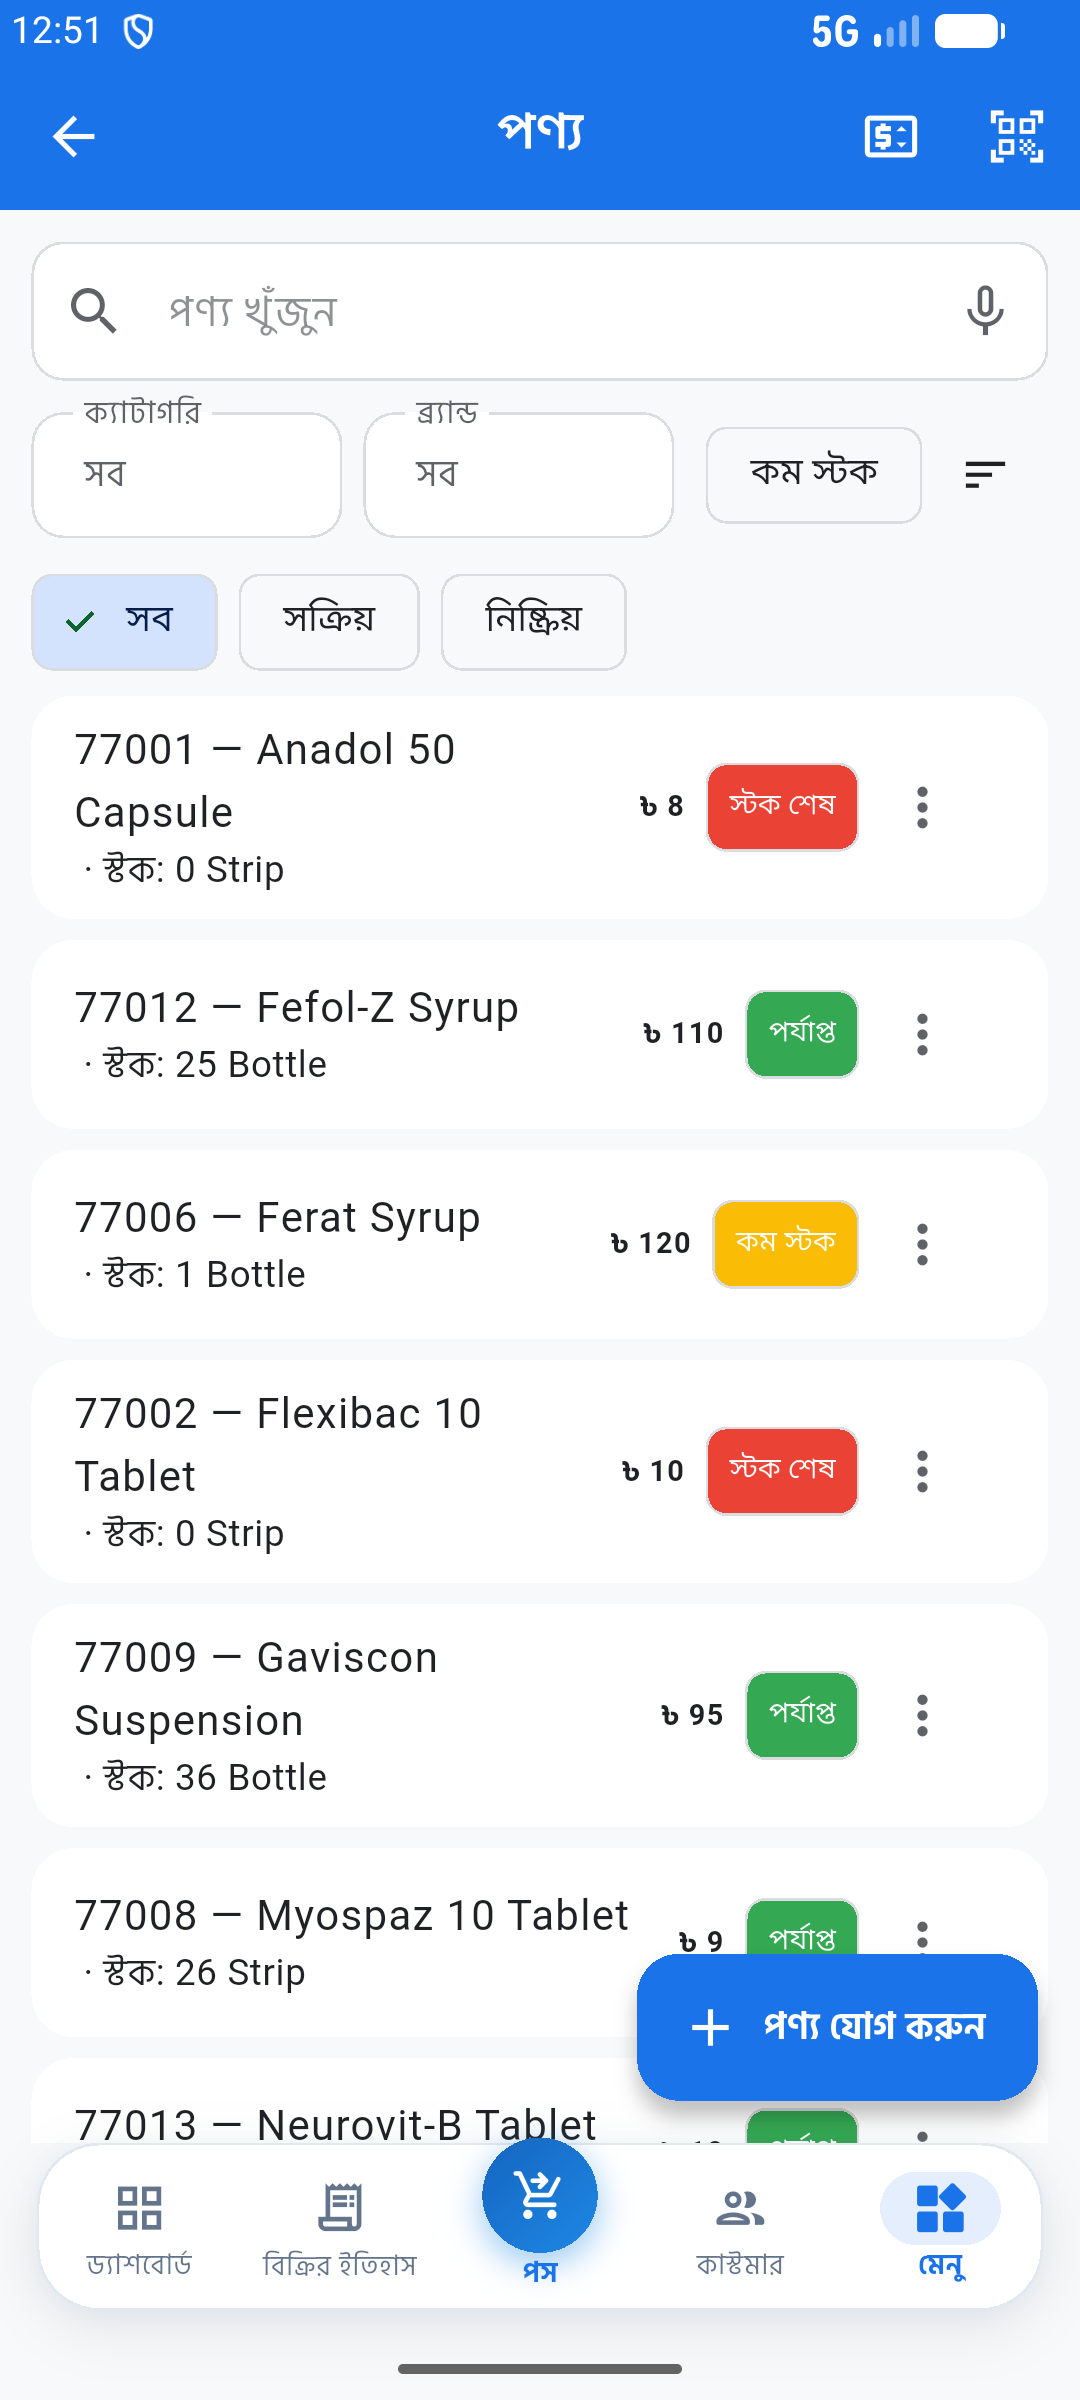 12:51
5G
পণ্য
পণ্য খুঁজুন
ক্যাটাগরি
সব
ব্র্যান্ড
সব
কম স্টক
সব
সক্রিয়
নিষ্ক্রিয়
77001 — Anadol 50
Capsule
· স্টক: 0 Strip
৳ 8
স্টক শেষ
77012 — Fefol-Z Syrup
· স্টক: 25 Bottle
৳ 110
পর্যাপ্ত
77006 — Ferat Syrup
· স্টক: 1 Bottle
৳ 120
কম স্টক
77002 — Flexibac 10
Tablet
· স্টক: 0 Strip
৳ 10
স্টক শেষ
77009 — Gaviscon
Suspension
· স্টক: 36 Bottle
৳ 95
পর্যাপ্ত
77008 — Myospaz 10 Tablet
· স্টক: 26 Strip
৳ 9
পর্যাপ্ত
পণ্য যোগ করুন
77013 — Neurovit-B Tablet
ড্যাশবোর্ড
বিক্রির ইতিহাস
পস
কাস্টমার
মেনু